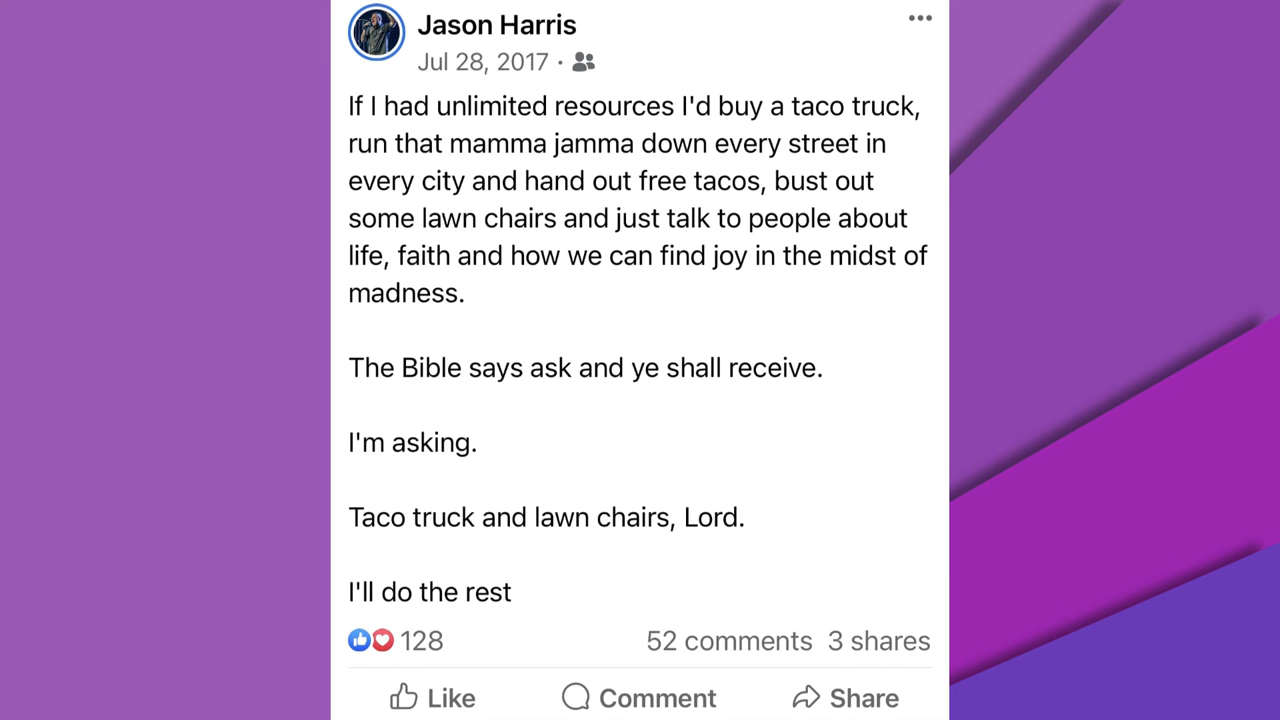 Jason Harris
Jul 28, 2017 ·
If I had unlimited resources I'd buy a taco truck,
run that mamma jamma down every street in
every city and hand out free tacos, bust out
some lawn chairs and just talk to people about
life, faith and how we can find joy in the midst of
madness.
The Bible says ask and ye shall receive.
I'm asking.
Taco truck and lawn chairs, Lord.
I'll do the rest
128 52 comments 3 shares
Like Comment Share